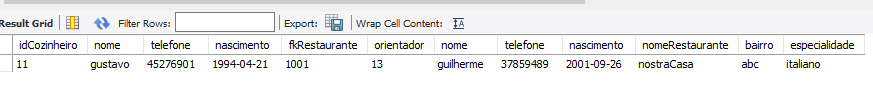 Result Grid Filter Rows: Export: Wrap Cell Content:
idCozinheiro nome telefone nascimento fkRestaurante orientador nome telefone nascimento nomeRestaurante bairro especialidade
11 gustavo 45276901 1994-04-21 1001 13 guilherme 37859489 2001-09-26 nostraCasa abc italiano